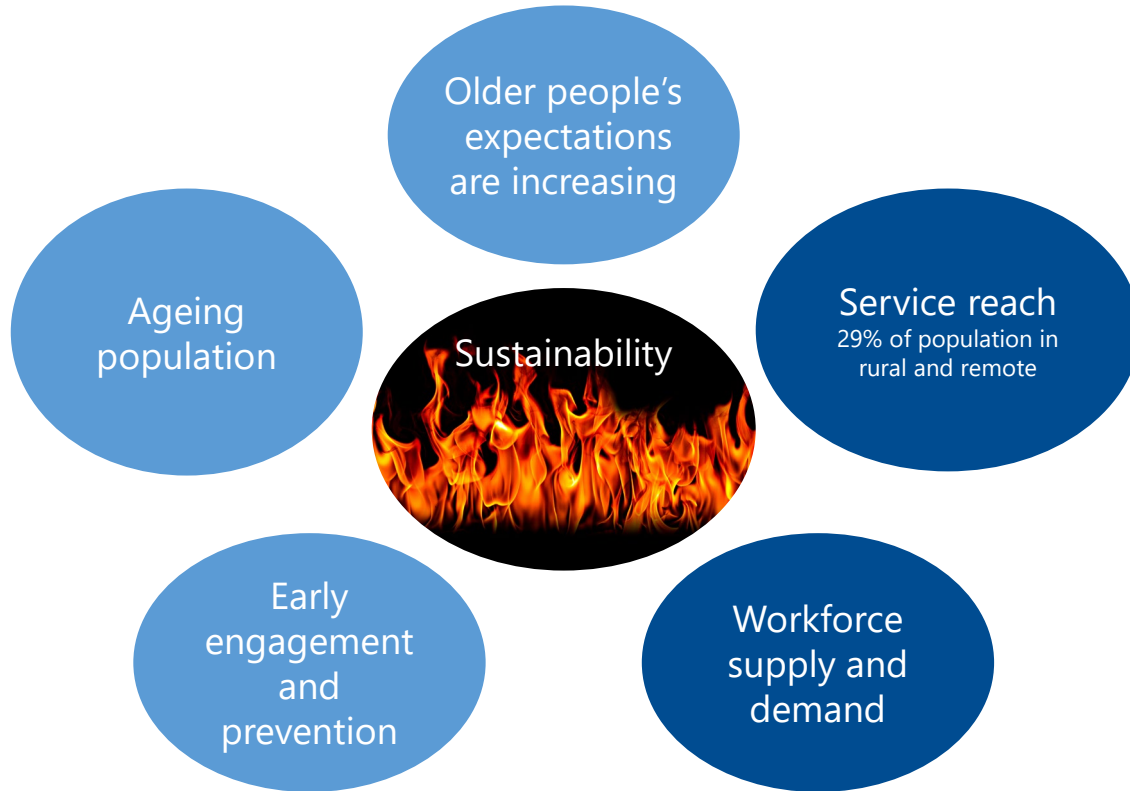 Older people’s
expectations
are increasing
Ageing
population
Service reach
29% of population in
rural and remote
Sustainability
Early
engagement
and
prevention
Workforce
supply and
demand